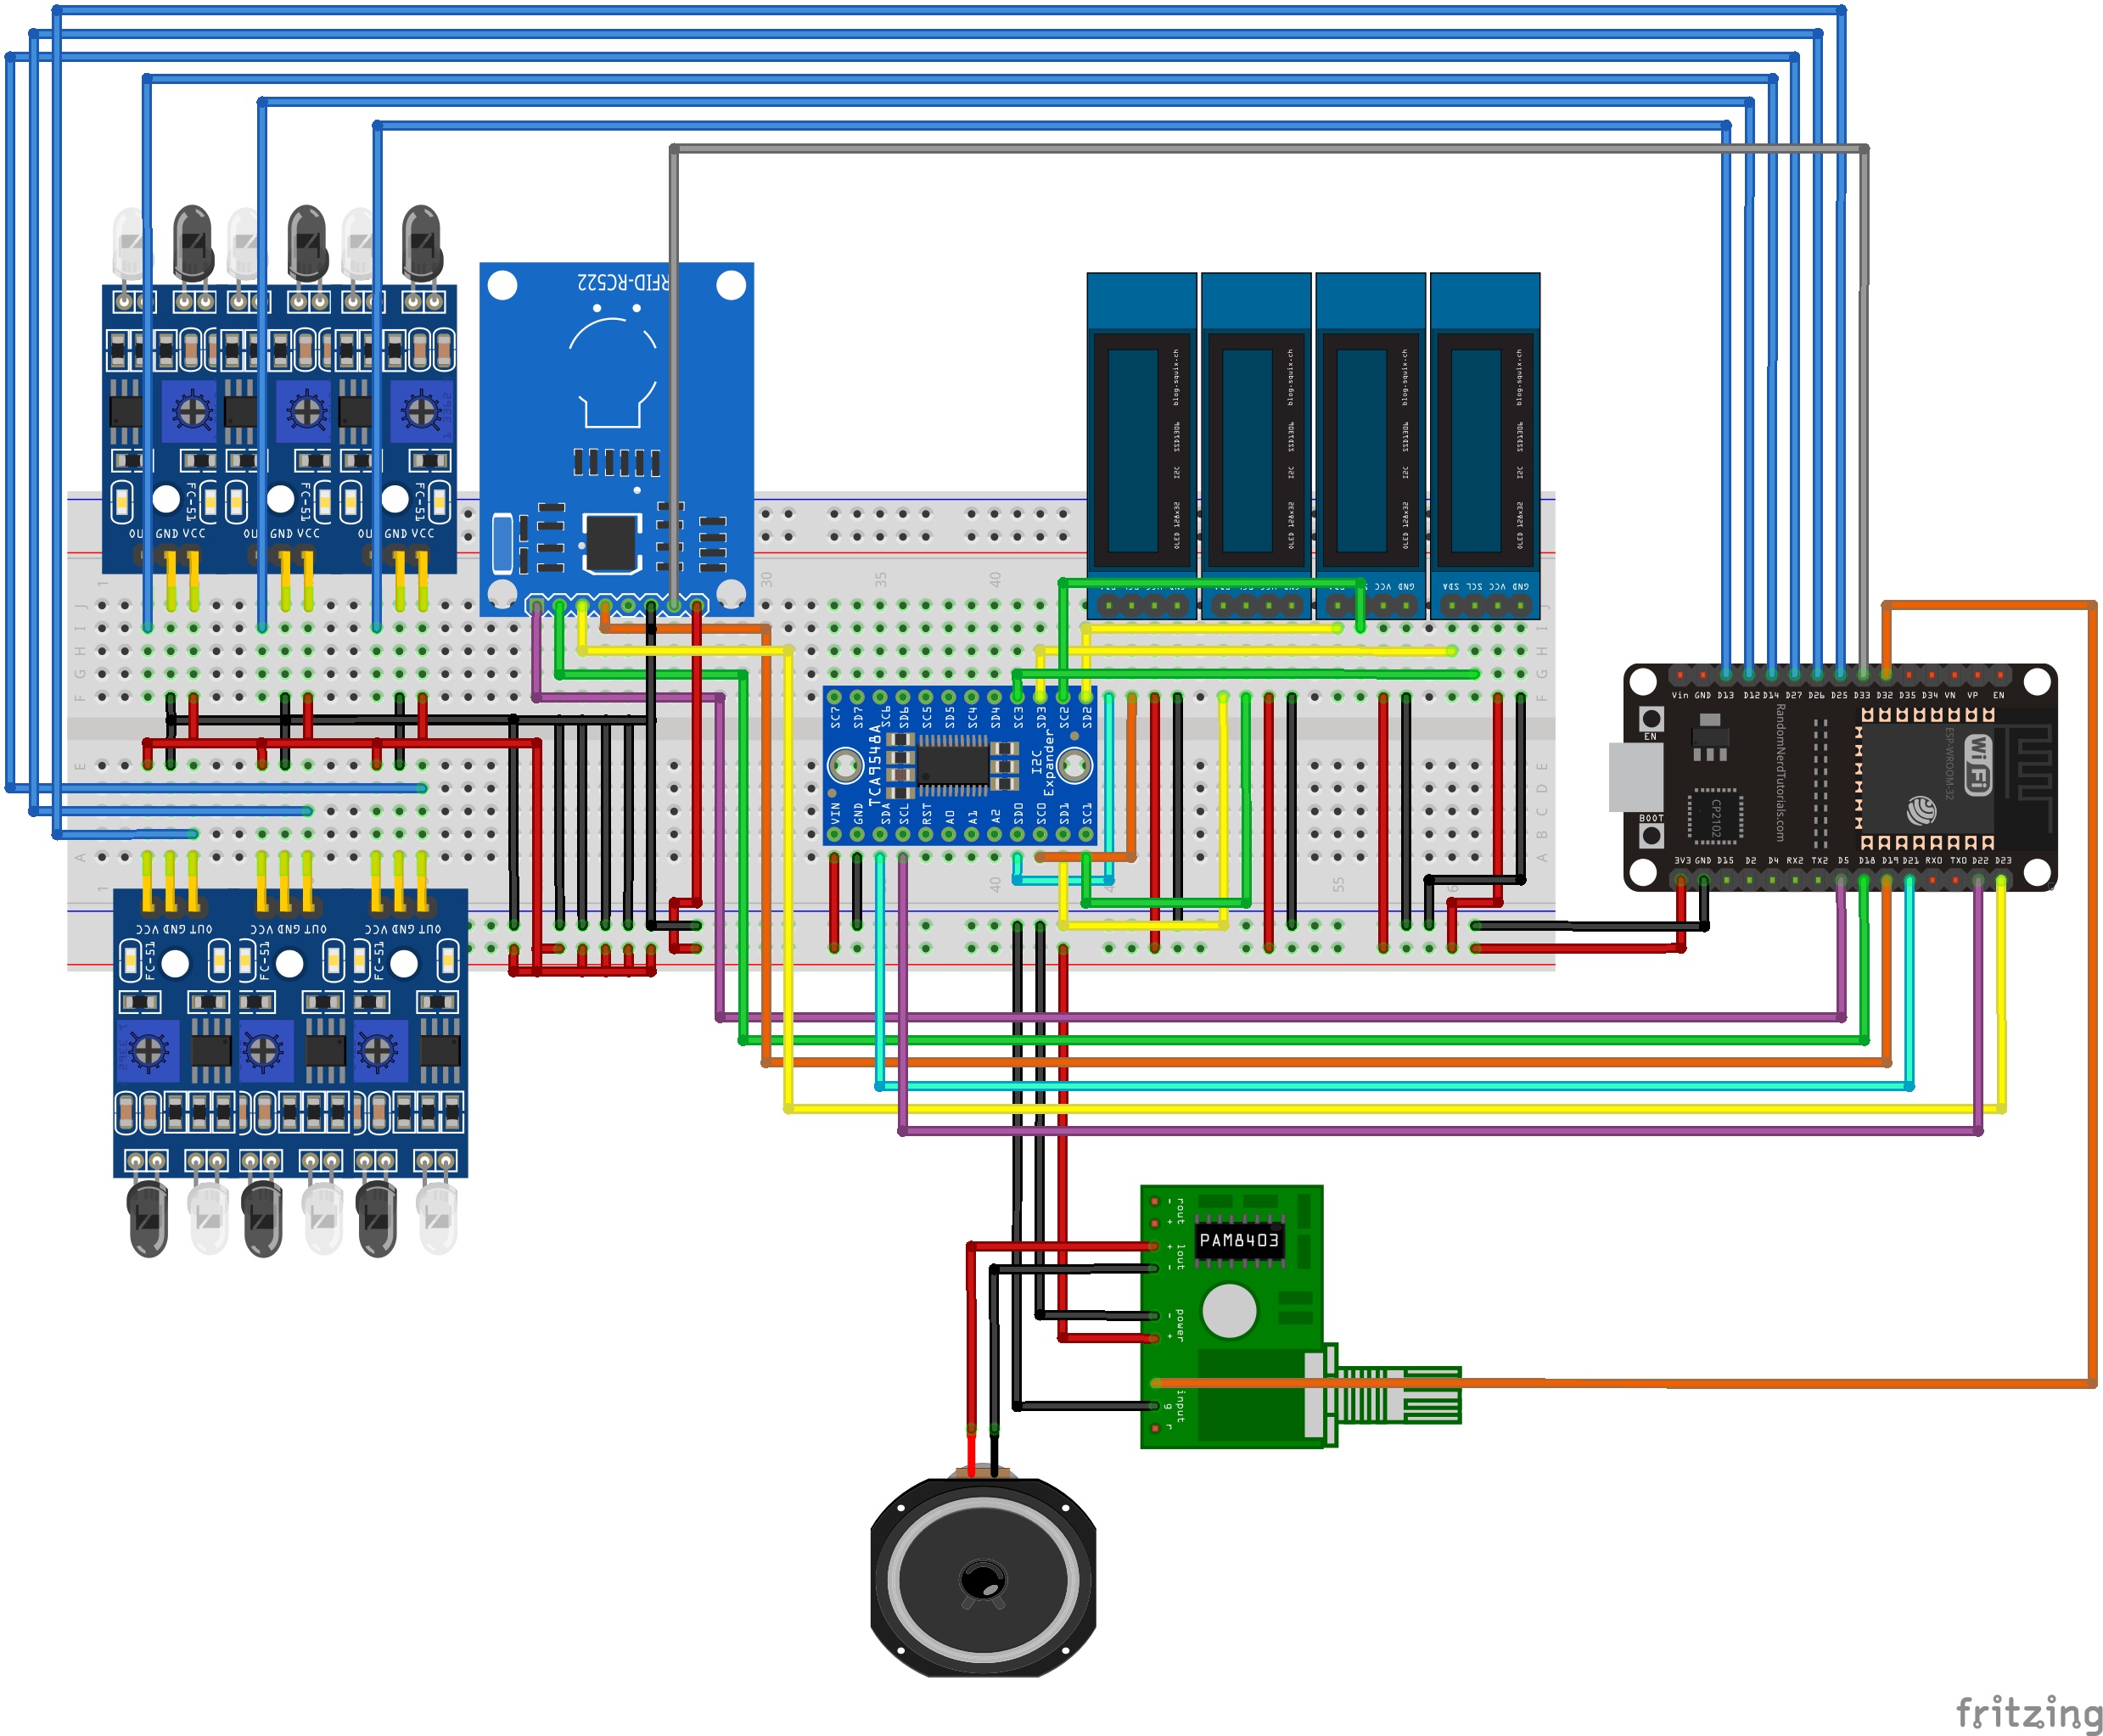 RFID-RC522
OLED 128x32 I2C SSD1306 blog.squix.ch
OLED 128x32 I2C SSD1306 blog.squix.ch
OLED 128x32 I2C SSD1306 blog.squix.ch
OLED 128x32 I2C SSD1306 blog.squix.ch
FC-51
FC-51
FC-51
OU GND VCC
OU GND VCC
OU GND VCC
GND VCC
SDA SCL VCC GND
1
30
35
40
J
I
H
G
F
J
I
H
G
F
SC7 SD7 SC6 SD6 SC5 SD5 SC4 SD4 SC3 SD3 SC2 SD2
TCA9548A
I2C
Expander
VIN GND SDA SCL RST A0 A1 A2 SD0 SC0 SD1 SC1
E
A
E
D
C
B
A
1
40
55
Vin GND D13 D12 D14 D27 D26 D25 D33 D32 D35 D34 VN VP EN
EN
RandomNerdTutorials.com
ESP-WROOM-32
WiFi
CP2102
BOOT
3V3 GND D15 D2 D4 RX2 TX2 D5 D18 D19 D21 RX0 TX0 D22 D23
VCC GND OUT
VCC GND OUT
VCC GND OUT
FC-51
FC-51
FC-51
- rout +
+ lout -
PAM8403
- power +
input
g
r
fritzing